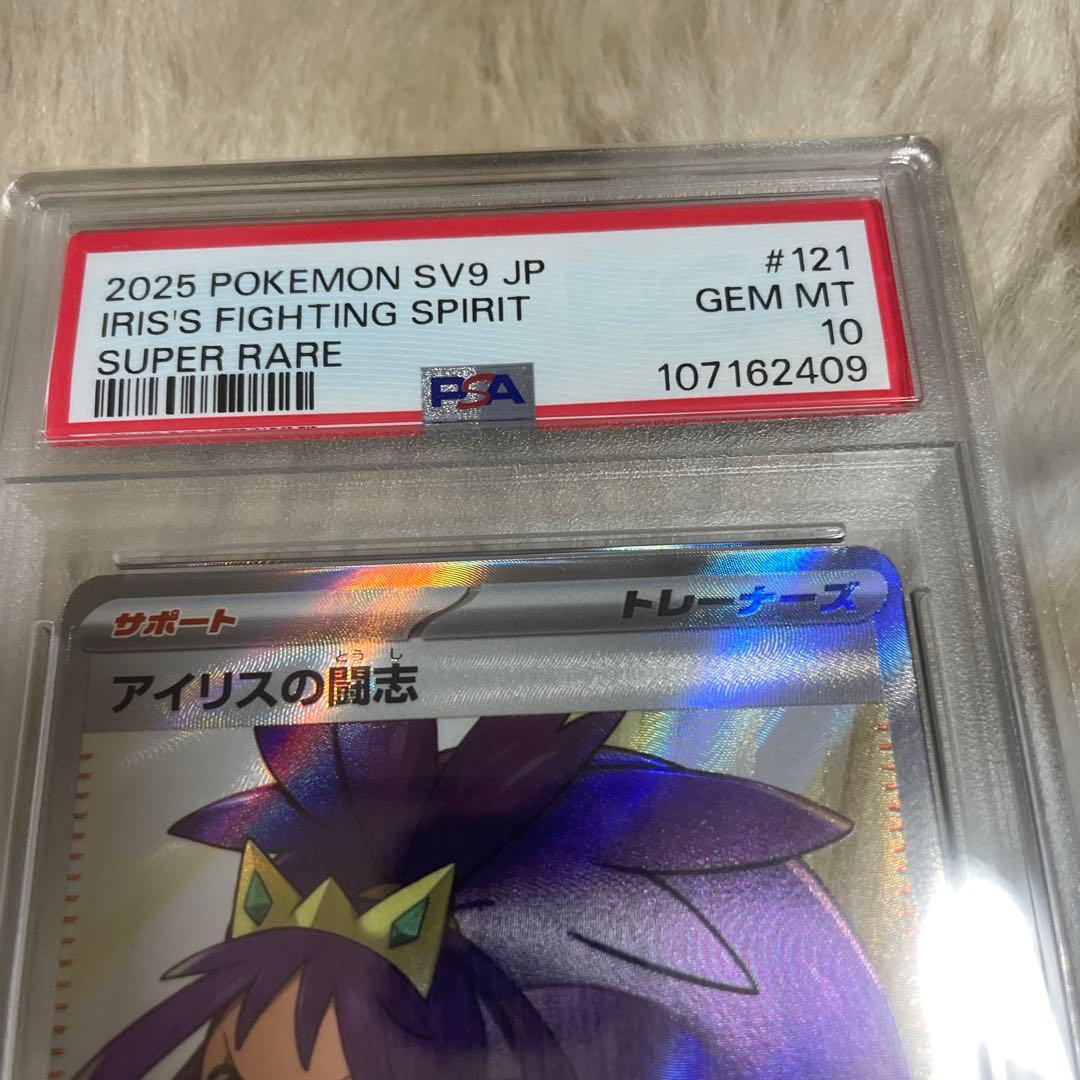 2025 POKEMON SV9 JP #121
IRIS'S FIGHTING SPIRIT GEM MT
SUPER RARE 10
PSA 107162409
サポート トレーナーズ
とうし
アイリスの闘志